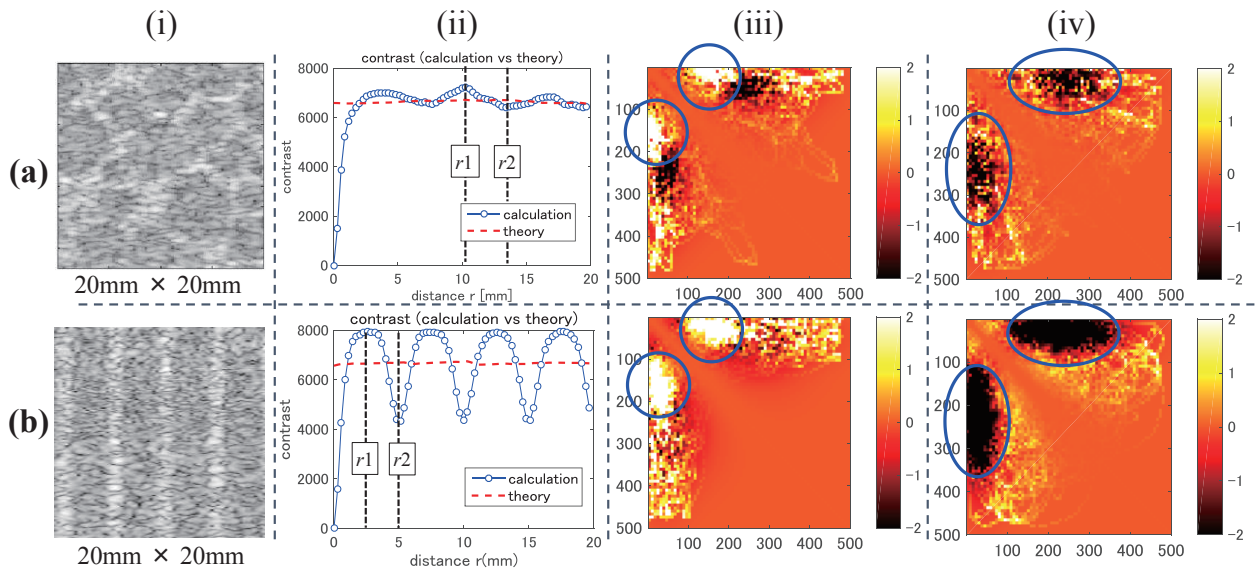 (i)
(ii)
(iii)
(iv)
(a)
20mm × 20mm
contrast (calculation vs theory)
contrast
8000
6000
4000
2000
0
r1
r2
calculation
theory
0
5
10
15
20
distance r [mm]
100
200
300
400
500
100 200 300 400 500
2
1
0
−1
−2
100
200
300
400
500
100 200 300 400 500
2
1
0
−1
−2
(b)
20mm × 20mm
contrast (calculation vs theory)
contrast
8000
6000
4000
2000
0
r1
r2
calculation
theory
0
5
10
15
20
distance r(mm)
100
200
300
400
500
100 200 300 400 500
2
1
0
−1
−2
100
200
300
400
500
100 200 300 400 500
2
1
0
−1
−2